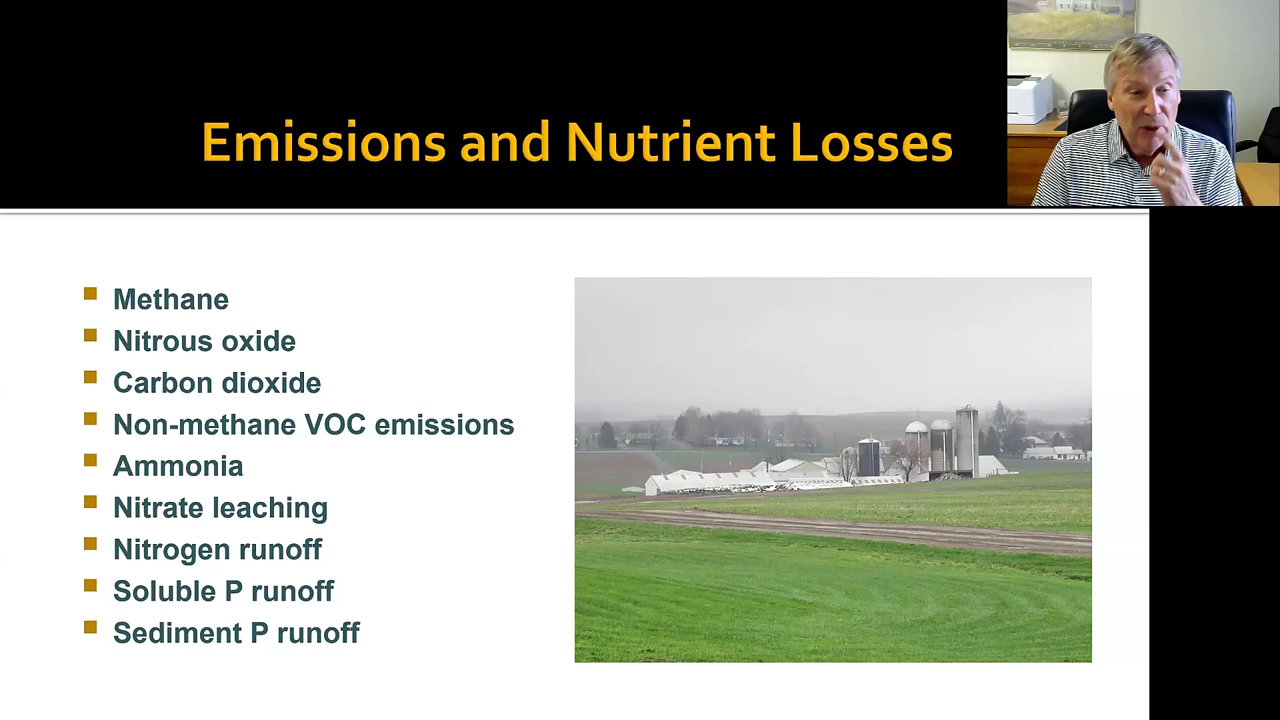 Emissions and Nutrient Losses
Methane
Nitrous oxide
Carbon dioxide
Non-methane VOC emissions
Ammonia
Nitrate leaching
Nitrogen runoff
Soluble P runoff
Sediment P runoff